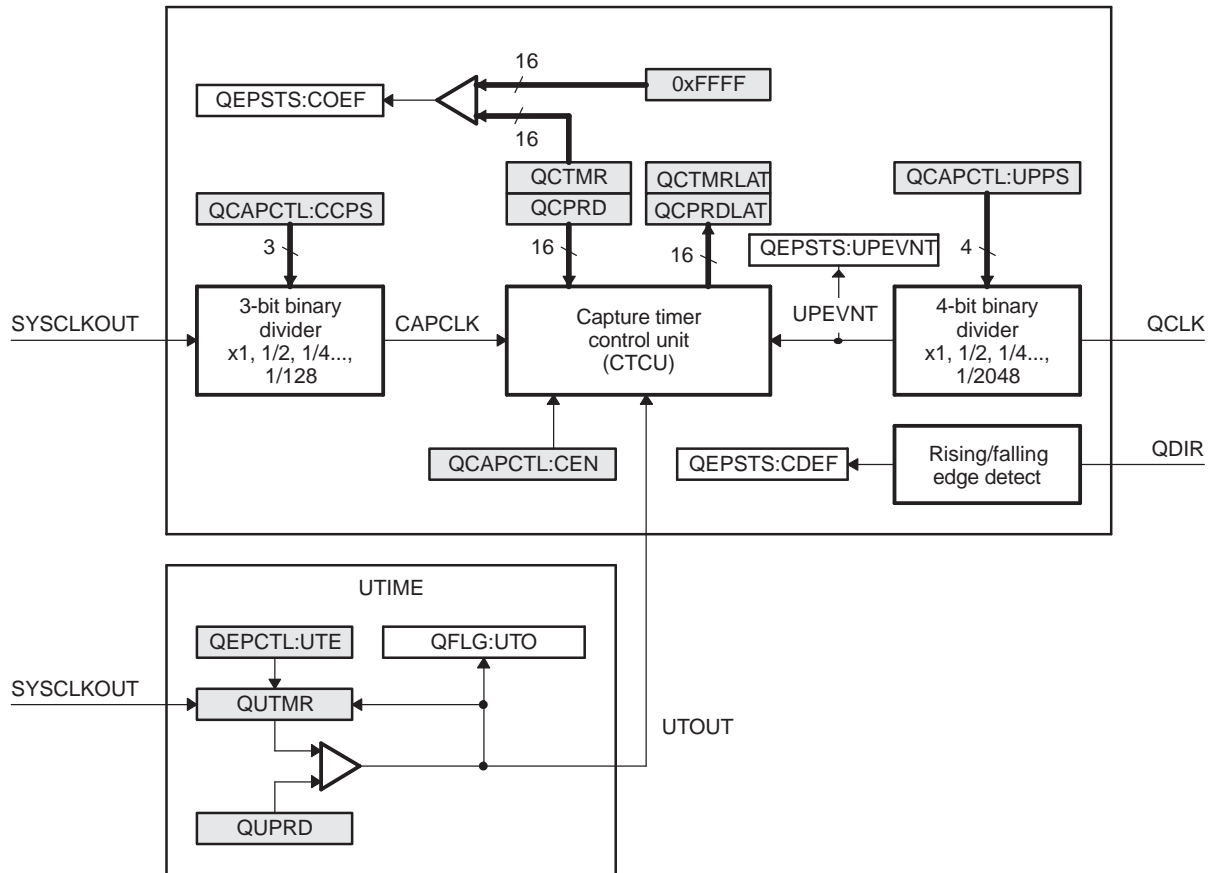 16
0xFFFF
QEPSTS:COEF
16
QCTMR
QCTMRLAT
QCAPCTL:UPPS
QCAPCTL:CCPS
QCPRD
QCPRDLAT
3
16
16
QEPSTS:UPEVNT
4
SYSCLKOUT
3-bit binary
divider
x1, 1/2, 1/4...,
1/128
CAPCLK
Capture timer
control unit
(CTCU)
UPEVNT
4-bit binary
divider
x1, 1/2, 1/4...,
1/2048
QCLK
QCAPCTL:CEN
QEPSTS:CDEF
Rising/falling
edge detect
QDIR
UTIME
QEPCTL:UTE
QFLG:UTO
SYSCLKOUT
QUTMR
UTOUT
QUPRD